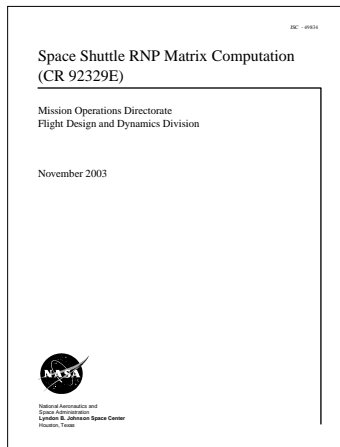 JSC - 49834
Space Shuttle RNP Matrix Computation
(CR 92329E)
Mission Operations Directorate
Flight Design and Dynamics Division
November 2003
NASA
National Aeronautics and
Space Administration
Lyndon B. Johnson Space Center
Houston, Texas